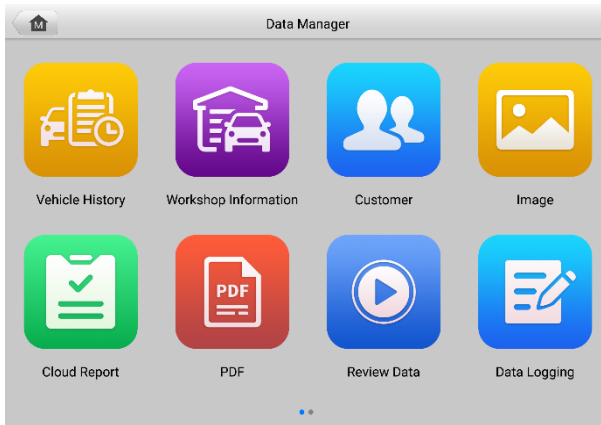 M
Data Manager
Vehicle History
Workshop Information
Customer
Image
PDF
Cloud Report
PDF
Review Data
Data Logging